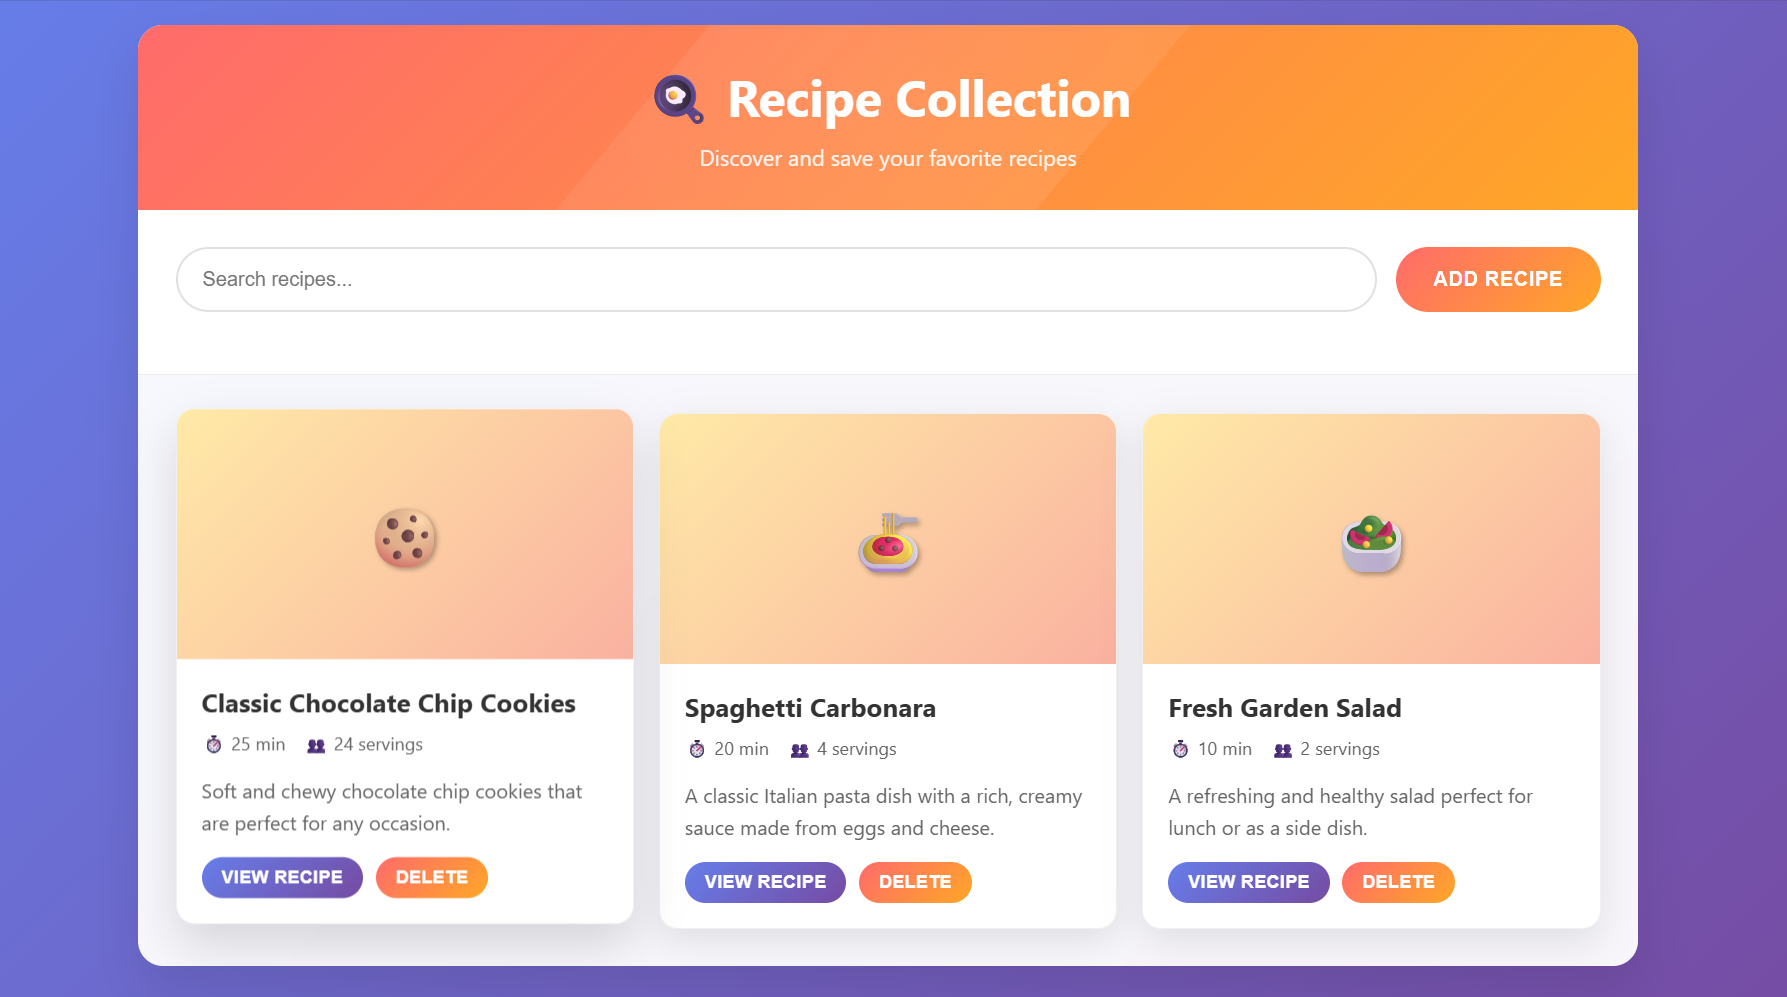 Recipe Collection
Discover and save your favorite recipes
Search recipes...
ADD RECIPE
Classic Chocolate Chip Cookies
25 min 24 servings
Soft and chewy chocolate chip cookies that
are perfect for any occasion.
VIEW RECIPE DELETE
Spaghetti Carbonara
20 min 4 servings
A classic Italian pasta dish with a rich, creamy
sauce made from eggs and cheese.
VIEW RECIPE DELETE
Fresh Garden Salad
10 min 2 servings
A refreshing and healthy salad perfect for
lunch or as a side dish.
VIEW RECIPE DELETE